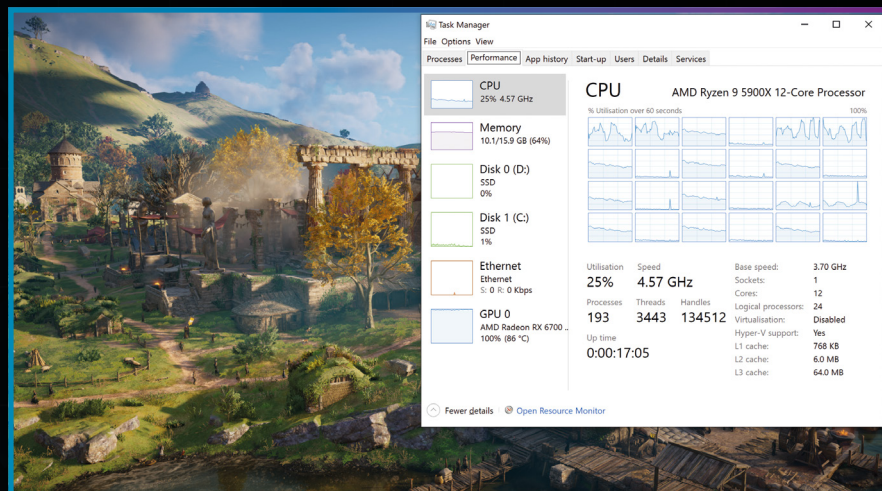 Task Manager
File Options View
Processes Performance App history Start-up Users Details Services
CPU
25% 4.57 GHz
Memory
10.1/15.9 GB (64%)
Disk 0 (D:)
SSD
0%
Disk 1 (C:)
SSD
1%
Ethernet
Ethernet
S: 0 R: 0 Kbps
GPU 0
AMD Radeon RX 6700 ...
100% (86 °C)
CPU AMD Ryzen 9 5900X 12-Core Processor
% Utilisation over 60 seconds 100%
Utilisation Speed
25% 4.57 GHz
Processes Threads Handles
193 3443 134512
Up time
0:00:17:05
Base speed: 3.70 GHz
Sockets: 1
Cores: 12
Logical processors: 24
Virtualisation: Disabled
Hyper-V support: Yes
L1 cache: 768 KB
L2 cache: 6.0 MB
L3 cache: 64.0 MB
Fewer details Open Resource Monitor